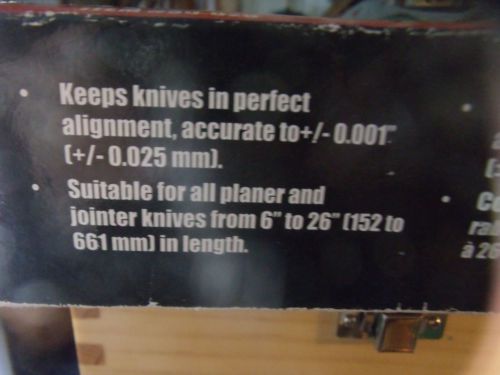 • Keeps knives in perfect
alignment, accurate to+/- 0.001"
(+/- 0.025 mm).
• Suitable for all planer and
jointer knives from 6" to 26" (152 to
661 mm) in length.